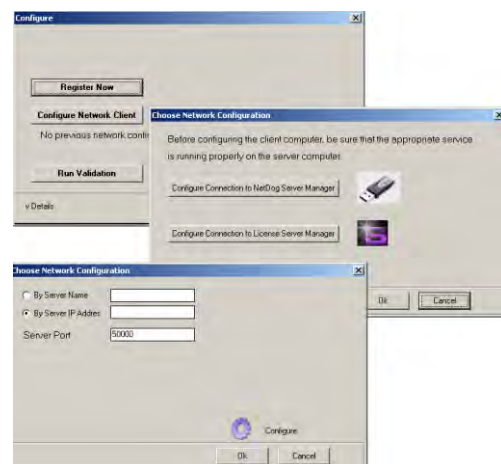 Configure
Register Now
Configure Network Client
No previous network confi
Run Validation
v Details
Choose Network Configuration
Before configuring the client computer, be sure that the appropriate service
is running properly on the server computer.
Configure Connection to NetDog Server Manager
Configure Connection to License Server Manager
Ok
Cancel
Choose Network Configuration
By Server Name
By Server IP Addres
Server Port
50000
Configure
Ok
Cancel